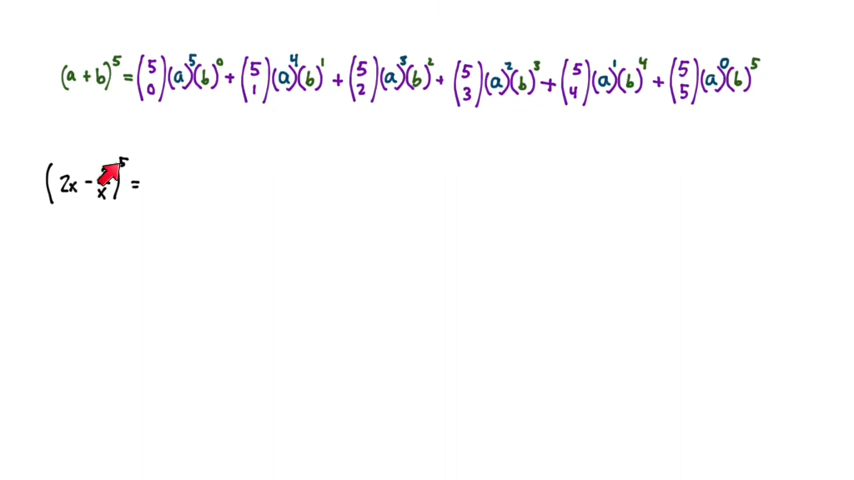 (a + b)^5 = (5 0)(a)^5(b)^0 + (5 1)(a)^4(b)^1 + (5 2)(a)^3(b)^2 + (5 3)(a)^2(b)^3 + (5 4)(a)^1(b)^4 + (5 5)(a)^0(b)^5
(2x - /x)^5 =